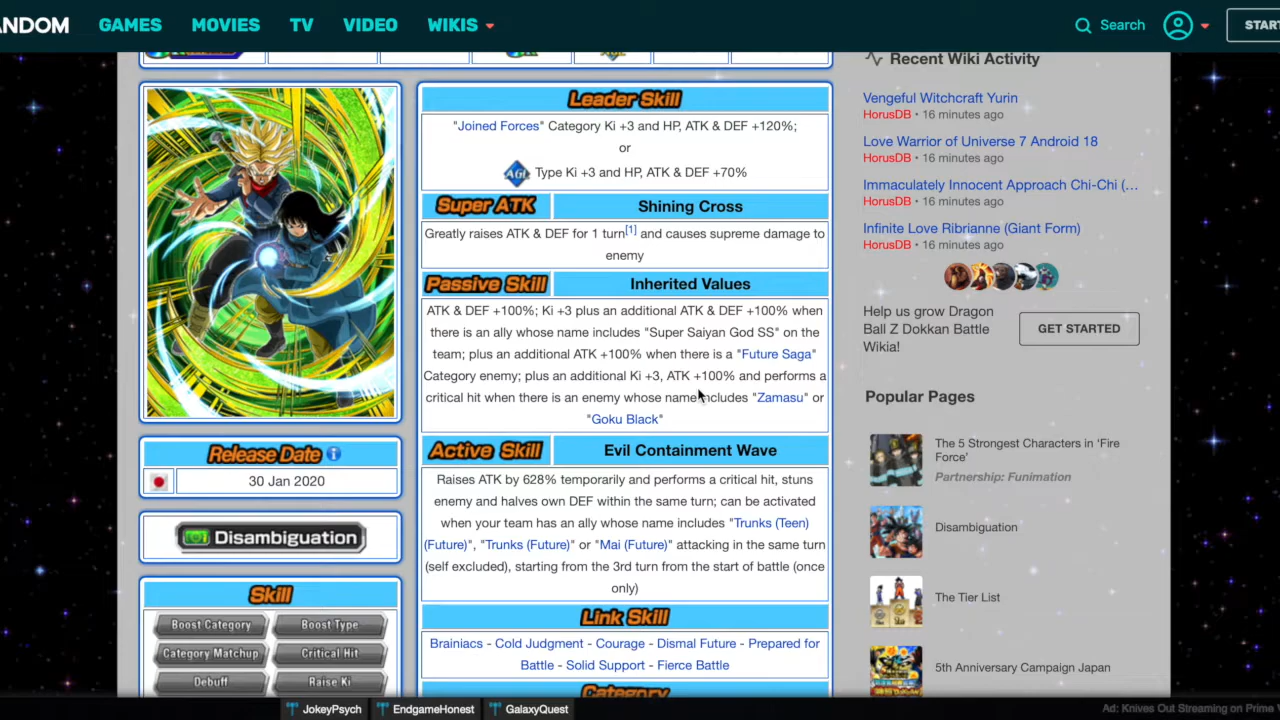 ANDOM GAMES MOVIES TV VIDEO WIKIS Search START
Recent Wiki Activity
Vengeful Witchcraft Yurin
HorusDB • 16 minutes ago
Love Warrior of Universe 7 Android 18
HorusDB • 16 minutes ago
Immaculately Innocent Approach Chi-Chi (…
HorusDB • 16 minutes ago
Infinite Love Ribrianne (Giant Form)
HorusDB • 16 minutes ago
Help us grow Dragon
Ball Z Dokkan Battle
Wikia!
GET STARTED
Popular Pages
The 5 Strongest Characters in ‘Fire
Force’
Partnership: Funimation
Disambiguation
The Tier List
5th Anniversary Campaign Japan
Leader Skill
"Joined Forces" Category Ki +3 and HP, ATK & DEF +120%;
or
AGL Type Ki +3 and HP, ATK & DEF +70%
Super ATK Shining Cross
Greatly raises ATK & DEF for 1 turn[1] and causes supreme damage to
enemy
Passive Skill Inherited Values
ATK & DEF +100%; Ki +3 plus an additional ATK & DEF +100% when
there is an ally whose name includes "Super Saiyan God SS" on the
team; plus an additional ATK +100% when there is a "Future Saga"
Category enemy; plus an additional Ki +3, ATK +100% and performs a
critical hit when there is an enemy whose name includes "Zamasu" or
"Goku Black"
Active Skill Evil Containment Wave
Raises ATK by 628% temporarily and performs a critical hit, stuns
enemy and halves own DEF within the same turn; can be activated
when your team has an ally whose name includes "Trunks (Teen)
(Future)", "Trunks (Future)" or "Mai (Future)" attacking in the same turn
(self excluded), starting from the 3rd turn from the start of battle (once
only)
Link Skill
Brainiacs - Cold Judgment - Courage - Dismal Future - Prepared for
Battle - Solid Support - Fierce Battle
Category
Release Date i
30 Jan 2020
Disambiguation
Skill
Boost Category Boost Type
Category Matchup Critical Hit
Debuff Raise Ki
JokeyPsych EndgameHonest GalaxyQuest
Ad: Knives Out Streaming on Prime